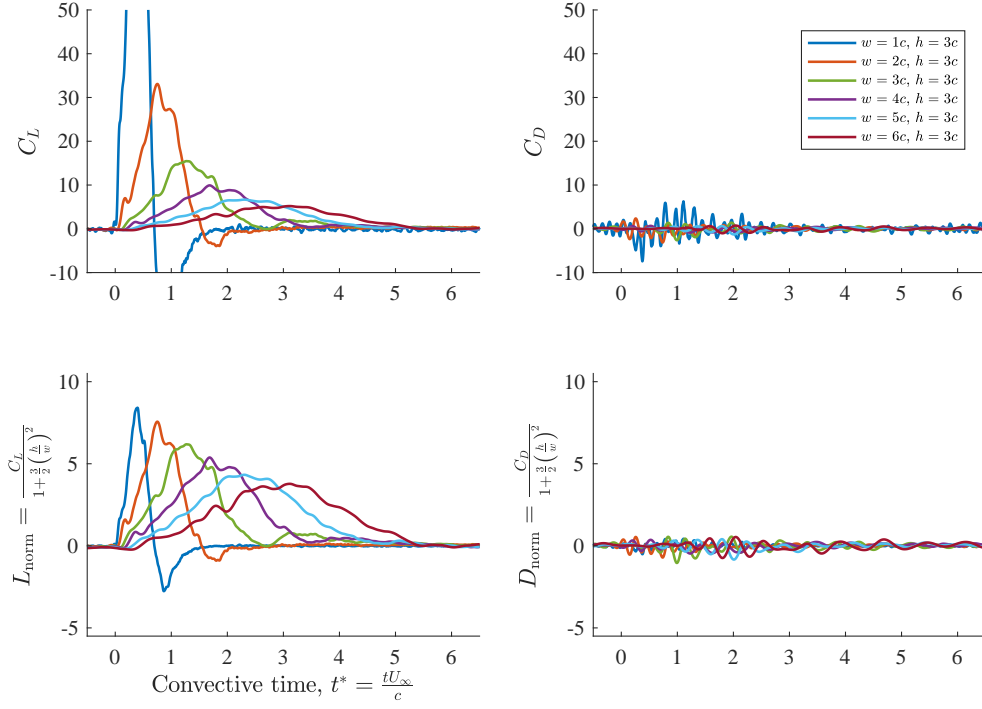 50
40
30
20
10
0
-10
C_L
0 1 2 3 4 5 6
50
40
30
20
10
0
-10
C_D
0 1 2 3 4 5 6
w = 1c, h = 3c
w = 2c, h = 3c
w = 3c, h = 3c
w = 4c, h = 3c
w = 5c, h = 3c
w = 6c, h = 3c
10
5
0
-5
L_norm = C_L / (1 + 3/2 (h/w)^2)
0 1 2 3 4 5 6
Convective time, t* = tU_∞ / c
10
5
0
-5
D_norm = C_D / (1 + 3/2 (h/w)^2)
0 1 2 3 4 5 6